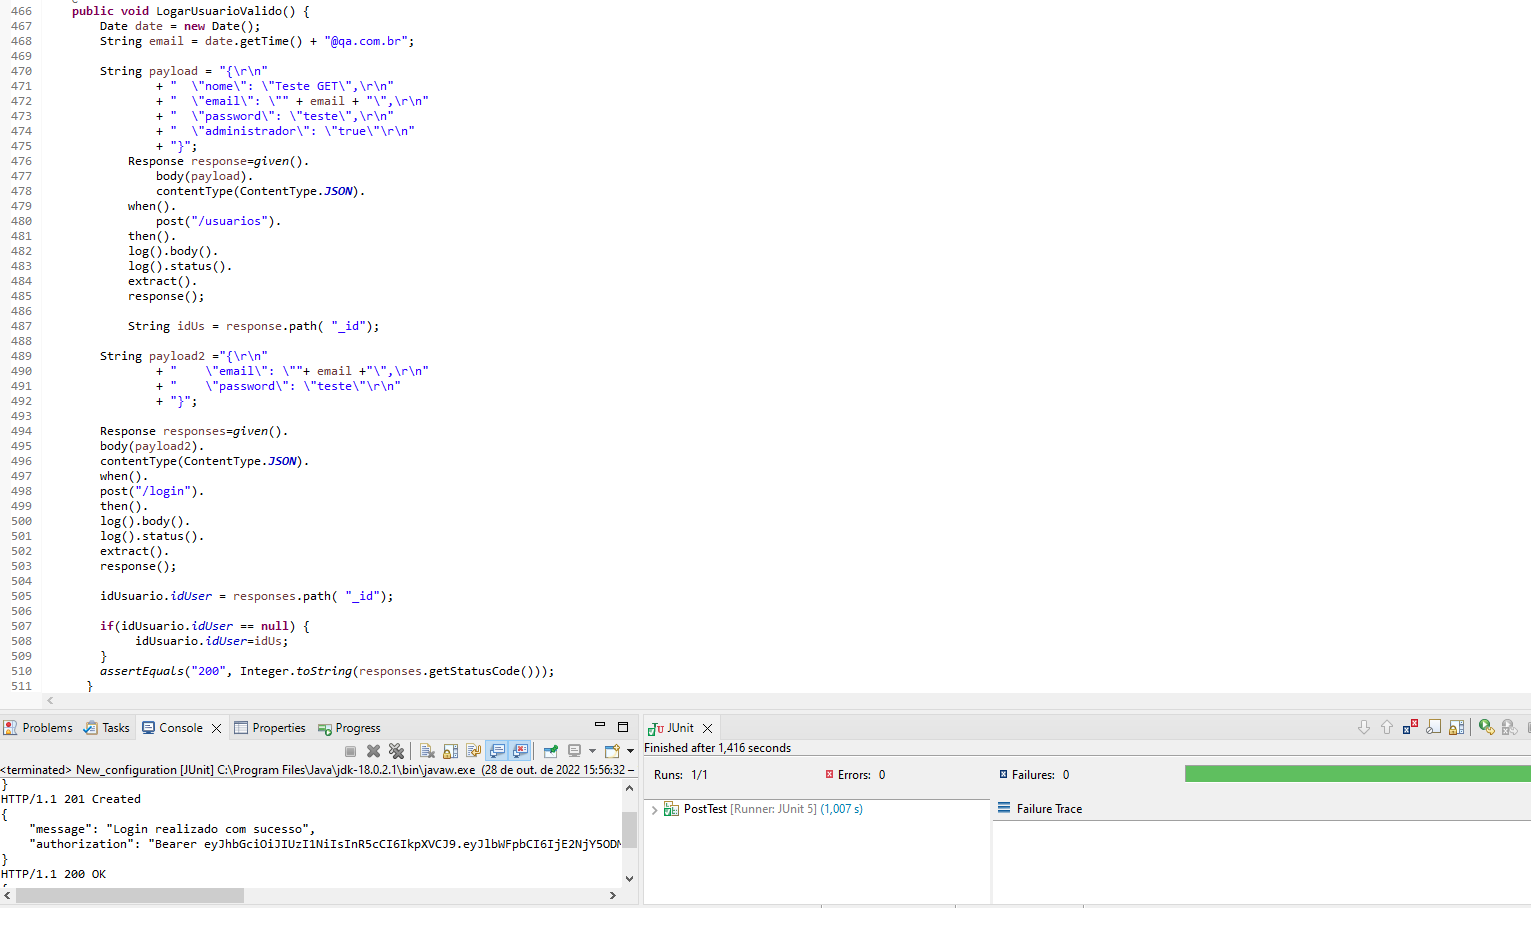 466 public void LogarUsuarioValido() {
467 Date date = new Date();
468 String email = date.getTime() + "@qa.com.br";
469
470 String payload = "{\r\n"
471 + "  \"nome\": \"Teste GET\",\r\n"
472 + "  \"email\": \"" + email + "\",\r\n"
473 + "  \"password\": \"teste\",\r\n"
474 + "  \"administrador\": \"true\"\r\n"
475 + "}";
476 Response response=given().
477 body(payload).
478 contentType(ContentType.JSON).
479 when().
480 post("/usuarios").
481 then().
482 log().body().
483 log().status().
484 extract().
485 response();
486
487 String idUs = response.path( "_id");
488
489 String payload2 ="{\r\n"
490 + "    \"email\": \""+ email +"\",\r\n"
491 + "    \"password\": \"teste\"\r\n"
492 + "}";
493
494 Response responses=given().
495 body(payload2).
496 contentType(ContentType.JSON).
497 when().
498 post("/login").
499 then().
500 log().body().
501 log().status().
502 extract().
503 response();
504
505 idUsuario.idUser = responses.path( "_id");
506
507 if(idUsuario.idUser == null) {
508 idUsuario.idUser=idUs;
509 }
510 assertEquals("200", Integer.toString(responses.getStatusCode()));
511 }
Problems Tasks Console Properties Progress
<terminated> New_configuration [JUnit] C:\Program Files\Java\jdk-18.0.2.1\bin\javaw.exe (28 de out. de 2022 15:56:32 –
}
HTTP/1.1 201 Created
{
"message": "Login realizado com sucesso",
"authorization": "Bearer eyJhbGciOiJIUzI1NiIsInR5cCI6IkpXVCJ9.eyJlbWFpbCI6IjE2NjY5ODM
}
HTTP/1.1 200 OK
JUnit
Finished after 1,416 seconds
Runs: 1/1 Errors: 0 Failures: 0
PostTest [Runner: JUnit 5] (1,007 s)
Failure Trace